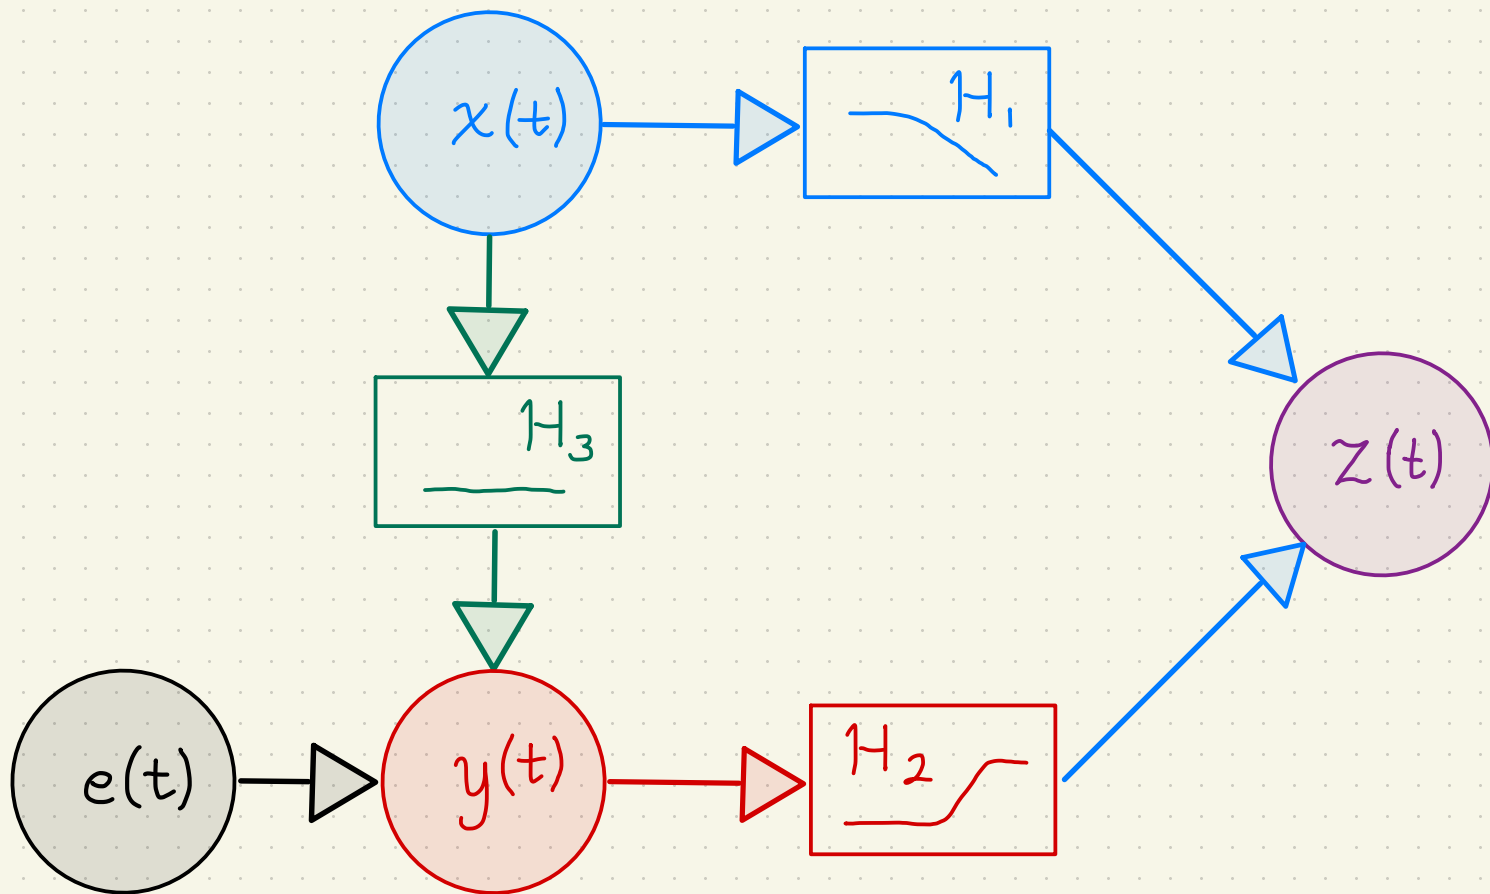 x(t)
H₁
H₃
z(t)
e(t)
y(t)
H₂